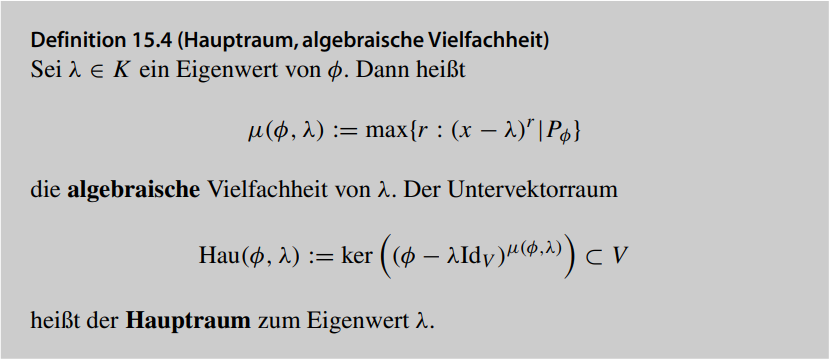 Definition 15.4 (Hauptraum, algebraische Vielfachheit)
Sei λ ∈ K ein Eigenwert von ϕ. Dann heißt
μ(ϕ, λ) := max{r : (x − λ)^r |P_ϕ}
die algebraische Vielfachheit von λ. Der Untervektorraum
Hau(ϕ, λ) := ker ((ϕ − λId_V)^{μ(ϕ,λ)}) ⊂ V
heißt der Hauptraum zum Eigenwert λ.